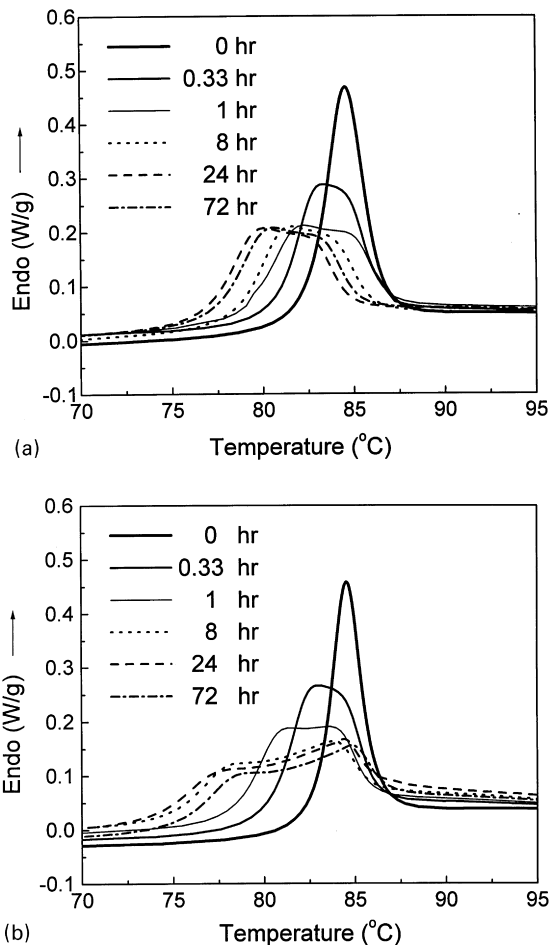 0.6
0 hr
0.5
0.33 hr
1 hr
0.4
8 hr
24 hr
0.3
72 hr
0.2
0.1
0.0
-0.1
Endo (W/g)
70 75 80 85 90 95
(a) Temperature (°C)
0.6
0 hr
0.5
0.33 hr
1 hr
0.4
8 hr
24 hr
0.3
72 hr
0.2
0.1
0.0
-0.1
Endo (W/g)
70 75 80 85 90 95
(b) Temperature (°C)